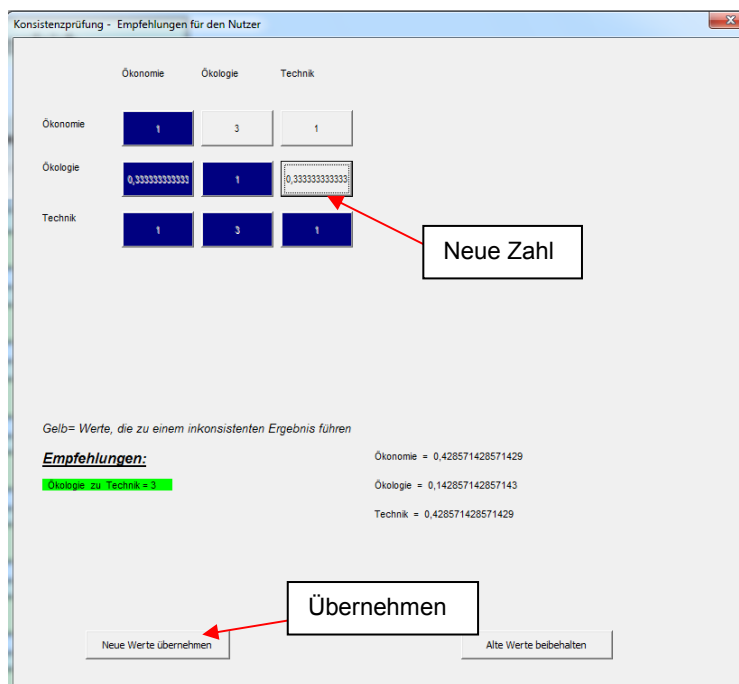 Konsistenzprüfung - Empfehlungen für den Nutzer
Ökonomie Ökologie Technik
Ökonomie 1 3 1
Ökologie 0,333333333333 1 0,333333333333
Technik 1 3 1
Neue Zahl
Gelb= Werte, die zu einem inkonsistenten Ergebnis führen
Empfehlungen:
Ökonomie = 0,428571428571429
Ökologie zu Technik = 3
Ökologie = 0,142857142857143
Technik = 0,428571428571429
Übernehmen
Neue Werte übernehmen
Alte Werte beibehalten